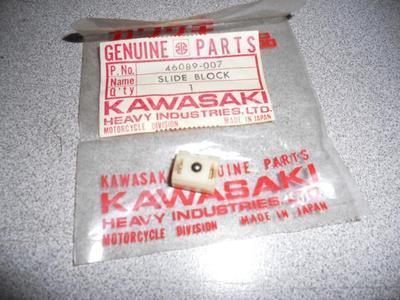 GENUINE PARTS
P. No. 46089-007
Name SLIDE BLOCK
Q'ty 1
KAWASAKI
HEAVY INDUSTRIES, LTD.
MOTORCYCLE DIVISION MADE IN JAPAN
KAWASAKI GENUINE PARTS
KAWASAKI
HEAVY INDUSTRIES, LTD.
MOTORCYCLE DIVISION MADE IN JAPAN